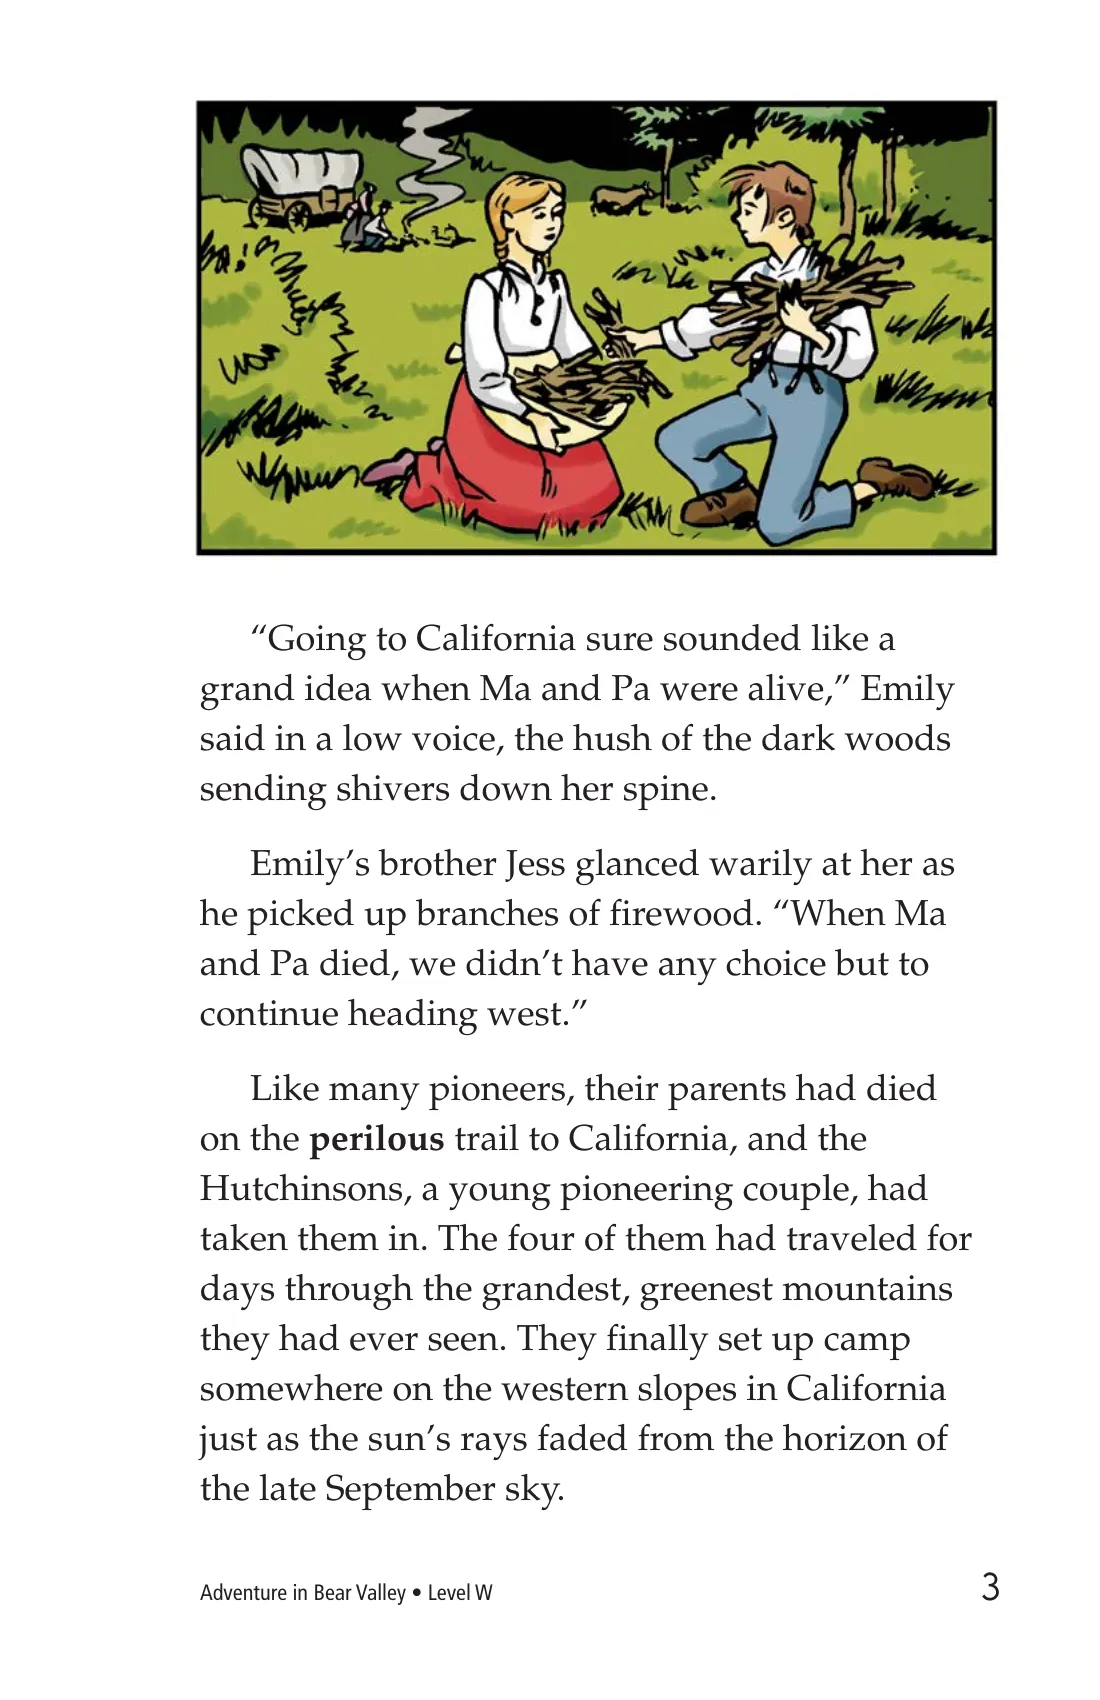 “Going to California sure sounded like a
grand idea when Ma and Pa were alive,” Emily
said in a low voice, the hush of the dark woods
sending shivers down her spine.
Emily’s brother Jess glanced warily at her as
he picked up branches of firewood. “When Ma
and Pa died, we didn’t have any choice but to
continue heading west.”
Like many pioneers, their parents had died
on the perilous trail to California, and the
Hutchinsons, a young pioneering couple, had
taken them in. The four of them had traveled for
days through the grandest, greenest mountains
they had ever seen. They finally set up camp
somewhere on the western slopes in California
just as the sun’s rays faded from the horizon of
the late September sky.
Adventure in Bear Valley • Level W
3